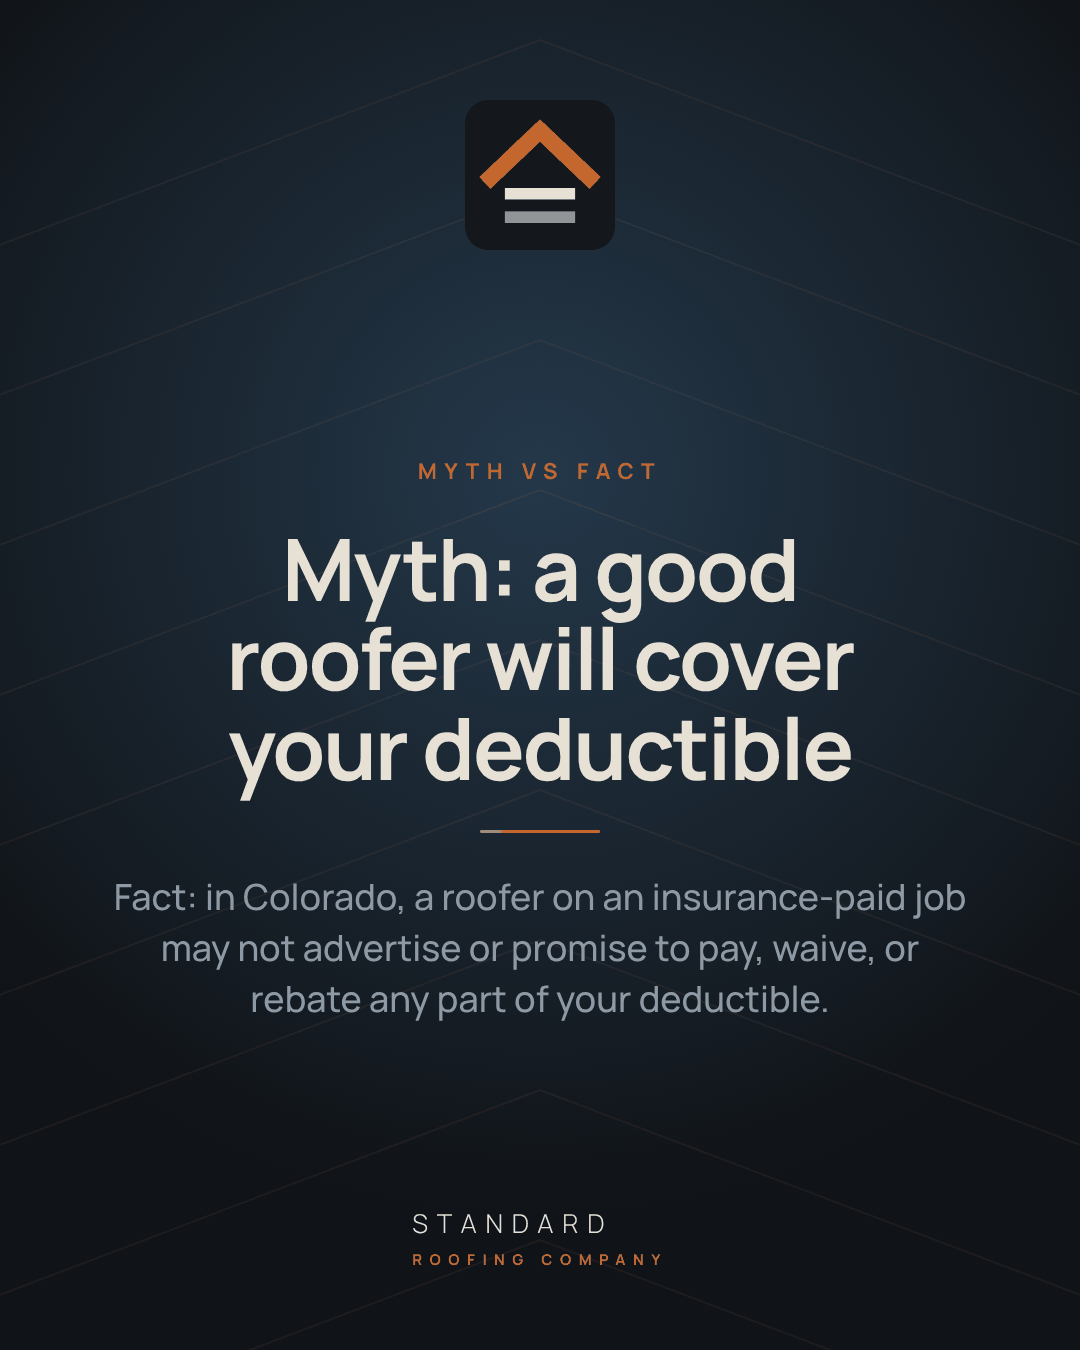 MYTH VS FACT
Myth: a good
roofer will cover
your deductible
Fact: in Colorado, a roofer on an insurance-paid job
may not advertise or promise to pay, waive, or
rebate any part of your deductible.
STANDARD
ROOFING COMPANY